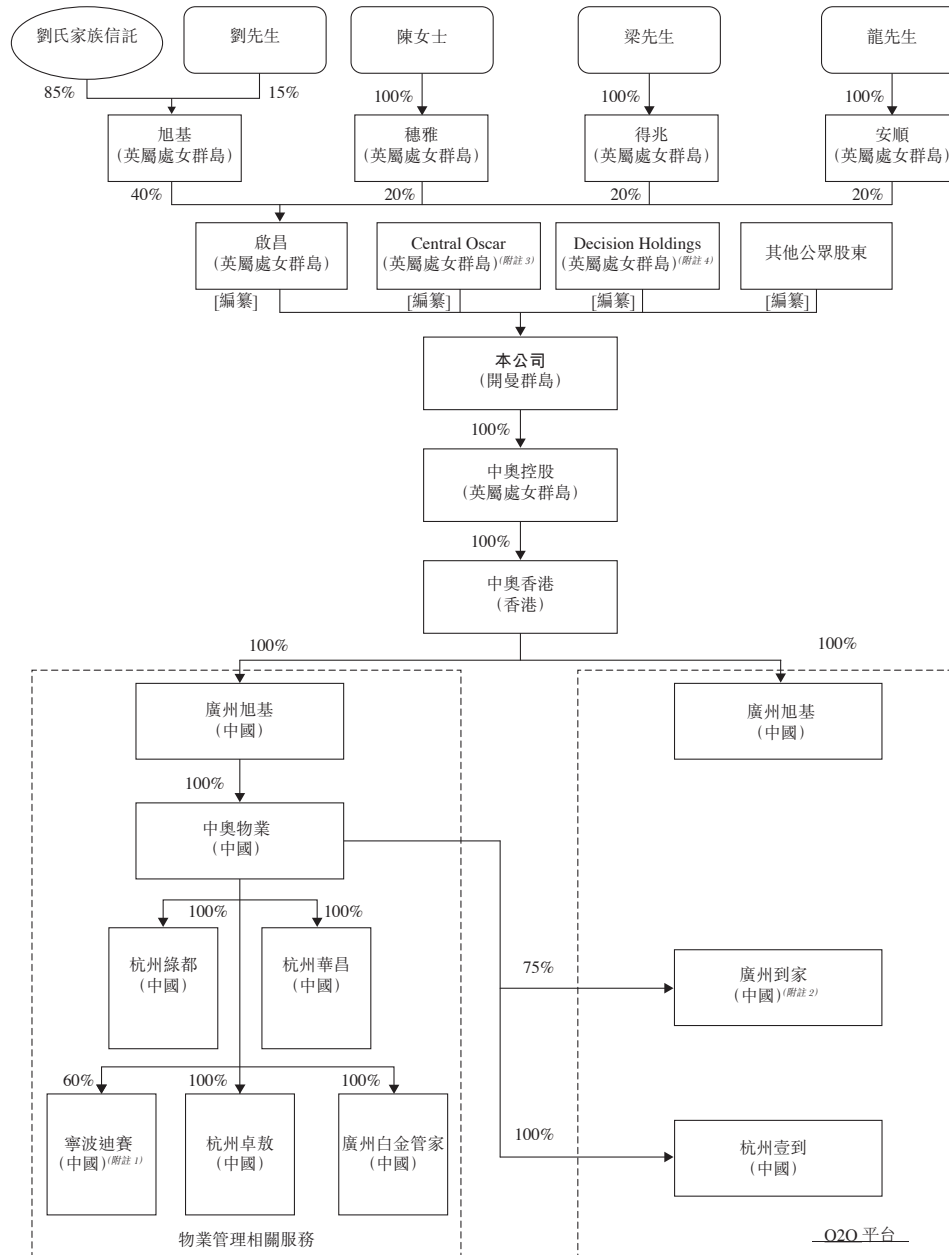 劉氏家族信託
劉先生
陳女士
梁先生
龍先生
85%
15%
100%
100%
100%
旭基
(英屬處女群島)
穗雅
(英屬處女群島)
得兆
(英屬處女群島)
安順
(英屬處女群島)
40%
20%
20%
20%
啟昌
(英屬處女群島)
Central Oscar
(英屬處女群島)(附註 3)
Decision Holdings
(英屬處女群島)(附註 4)
其他公眾股東
[編纂]
[編纂]
[編纂]
[編纂]
本公司
(開曼群島)
100%
中奧控股
(英屬處女群島)
100%
中奧香港
(香港)
100%
100%
廣州旭基
(中國)
廣州旭基
(中國)
100%
中奧物業
(中國)
100%
100%
杭州綠都
(中國)
杭州華昌
(中國)
75%
廣州到家
(中國)(附註 2)
60%
100%
100%
寧波迪賽
(中國)(附註 1)
杭州卓敖
(中國)
廣州白金管家
(中國)
100%
杭州壹到
(中國)
物業管理相關服務
O2O 平台